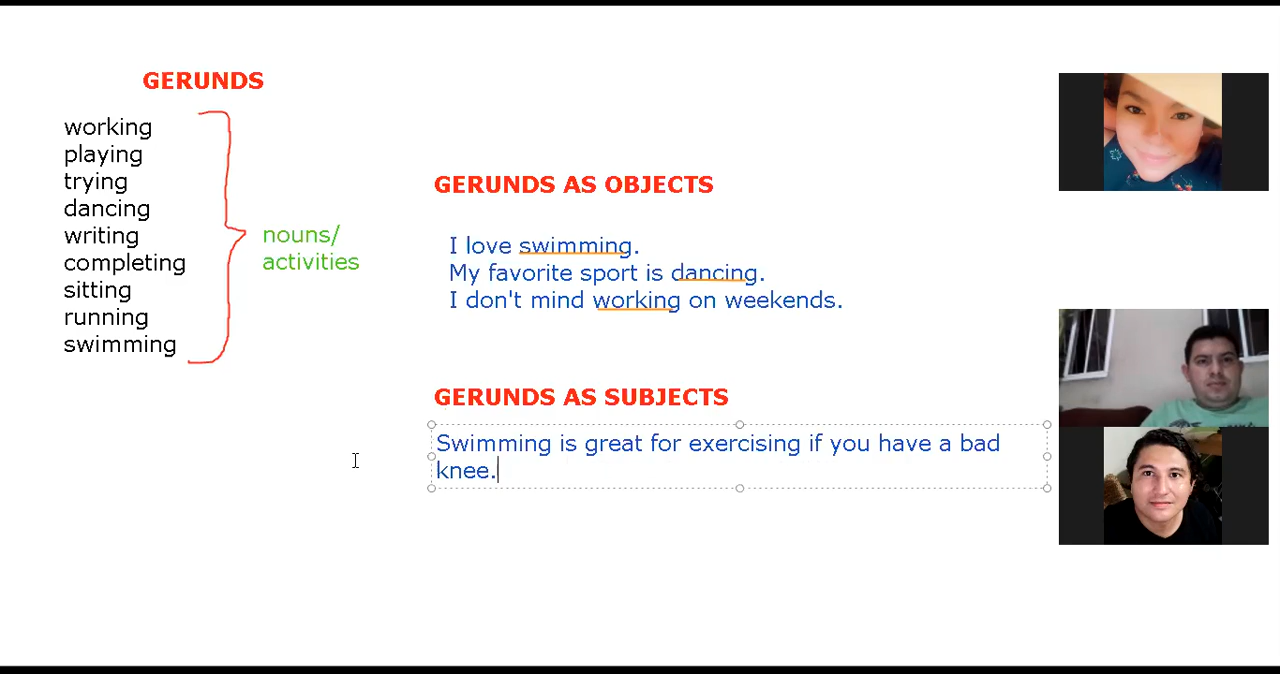 GERUNDS
working
playing
trying
dancing
writing
completing
sitting
running
swimming
nouns/
activities
GERUNDS AS OBJECTS
I love swimming.
My favorite sport is dancing.
I don't mind working on weekends.
GERUNDS AS SUBJECTS
Swimming is great for exercising if you have a bad
knee.